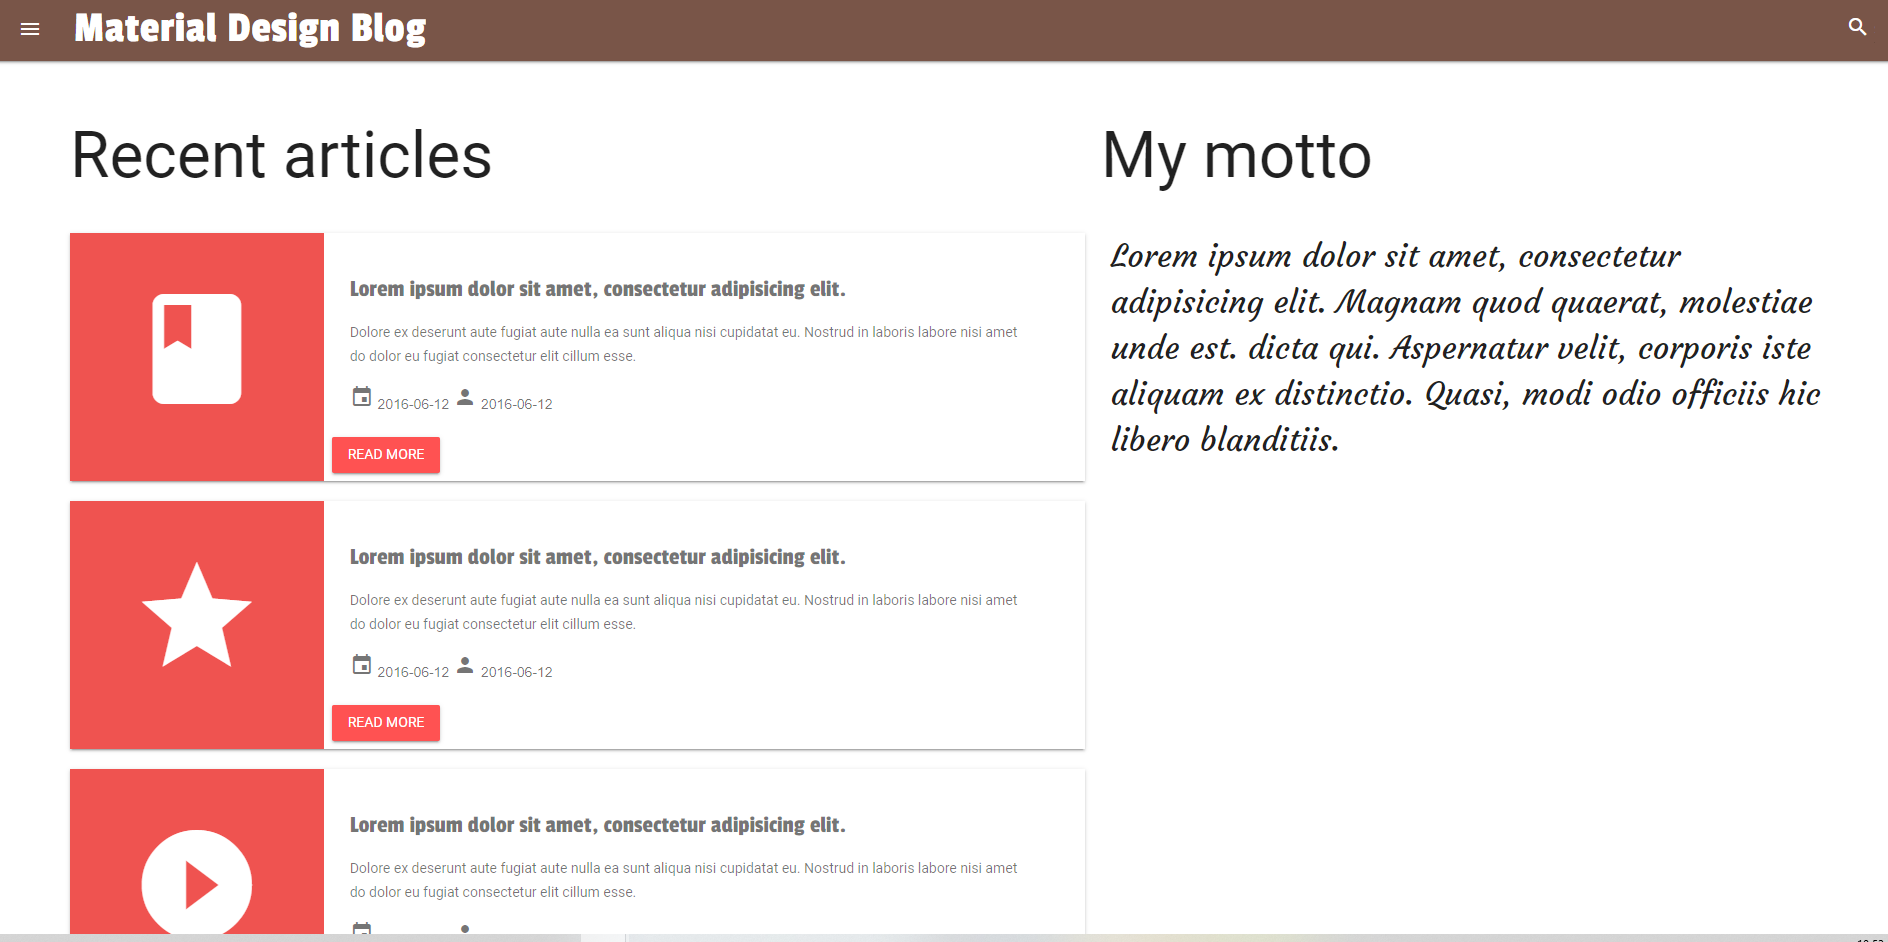 Material Design Blog
Recent articles
Lorem ipsum dolor sit amet, consectetur adipisicing elit.
Dolore ex deserunt aute fugiat aute nulla ea sunt aliqua nisi cupidatat eu. Nostrud in laboris labore nisi amet
do dolor eu fugiat consectetur elit cillum esse.
2016-06-12 2016-06-12
READ MORE
Lorem ipsum dolor sit amet, consectetur adipisicing elit.
Dolore ex deserunt aute fugiat aute nulla ea sunt aliqua nisi cupidatat eu. Nostrud in laboris labore nisi amet
do dolor eu fugiat consectetur elit cillum esse.
2016-06-12 2016-06-12
READ MORE
Lorem ipsum dolor sit amet, consectetur adipisicing elit.
Dolore ex deserunt aute fugiat aute nulla ea sunt aliqua nisi cupidatat eu. Nostrud in laboris labore nisi amet
do dolor eu fugiat consectetur elit cillum esse.
My motto
Lorem ipsum dolor sit amet, consectetur
adipisicing elit. Magnam quod quaerat, molestiae
unde est. dicta qui. Aspernatur velit, corporis iste
aliquam ex distinctio. Quasi, modi odio officiis hic
libero blanditiis.